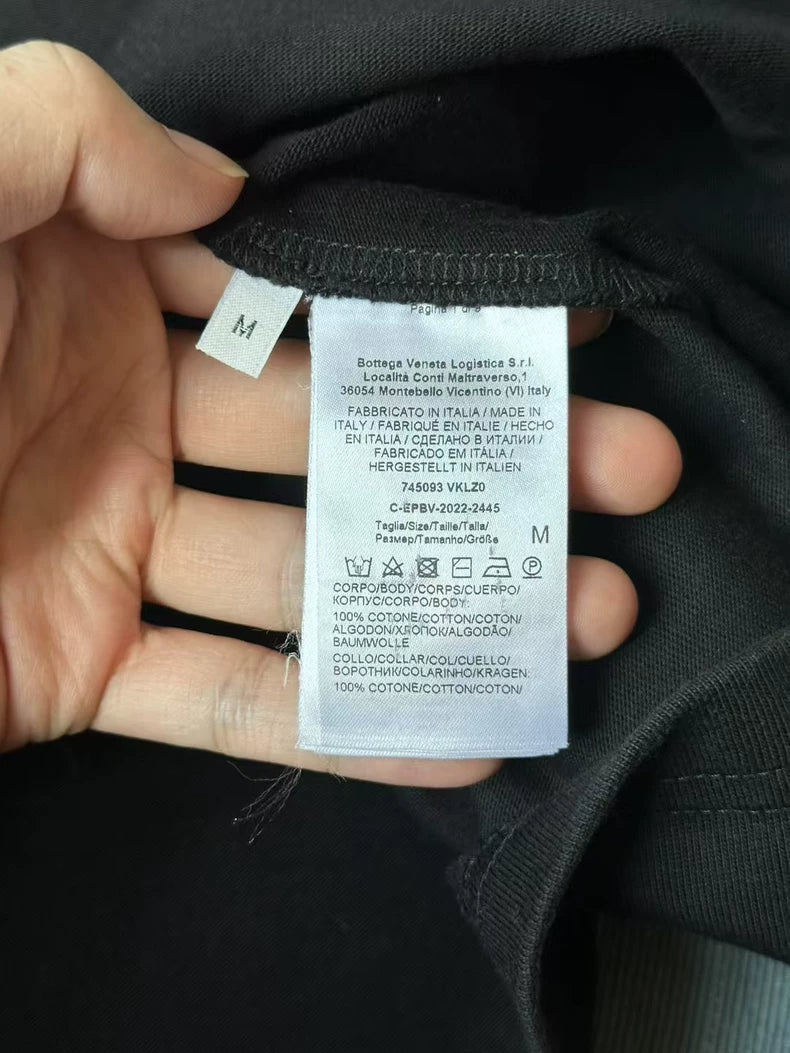 M
Pagina 1 di
Bottega Veneta Logistica S.r.l.
Località Conti Maltraverso,1
36054 Montebello Vicentino (VI) Italy
FABBRICATO IN ITALIA / MADE IN
ITALY / FABRIQUÉ EN ITALIE / HECHO
EN ITALIA / СДЕЛАНО В ИТАЛИИ /
FABRICADO EM ITÁLIA /
HERGESTELLT IN ITALIEN
745093 VKLZ0
C-EPBV-2022-2445
Taglia/Size/Taille/Talla/
Размер/Tamanho/Größe
M
P
CORPO/BODY/CORPS/CUERPO/
КОРПУС/CORPO/BODY:
100% COTONE/COTTON/COTON/
ALGODON/ХЛОПОК/ALGODÃO/
BAUMWOLLE
COLLO/COLLAR/COL/CUELLO/
ВОРОТНИК/COLARINHO/KRAGEN:
100% COTONE/COTTON/COTON/